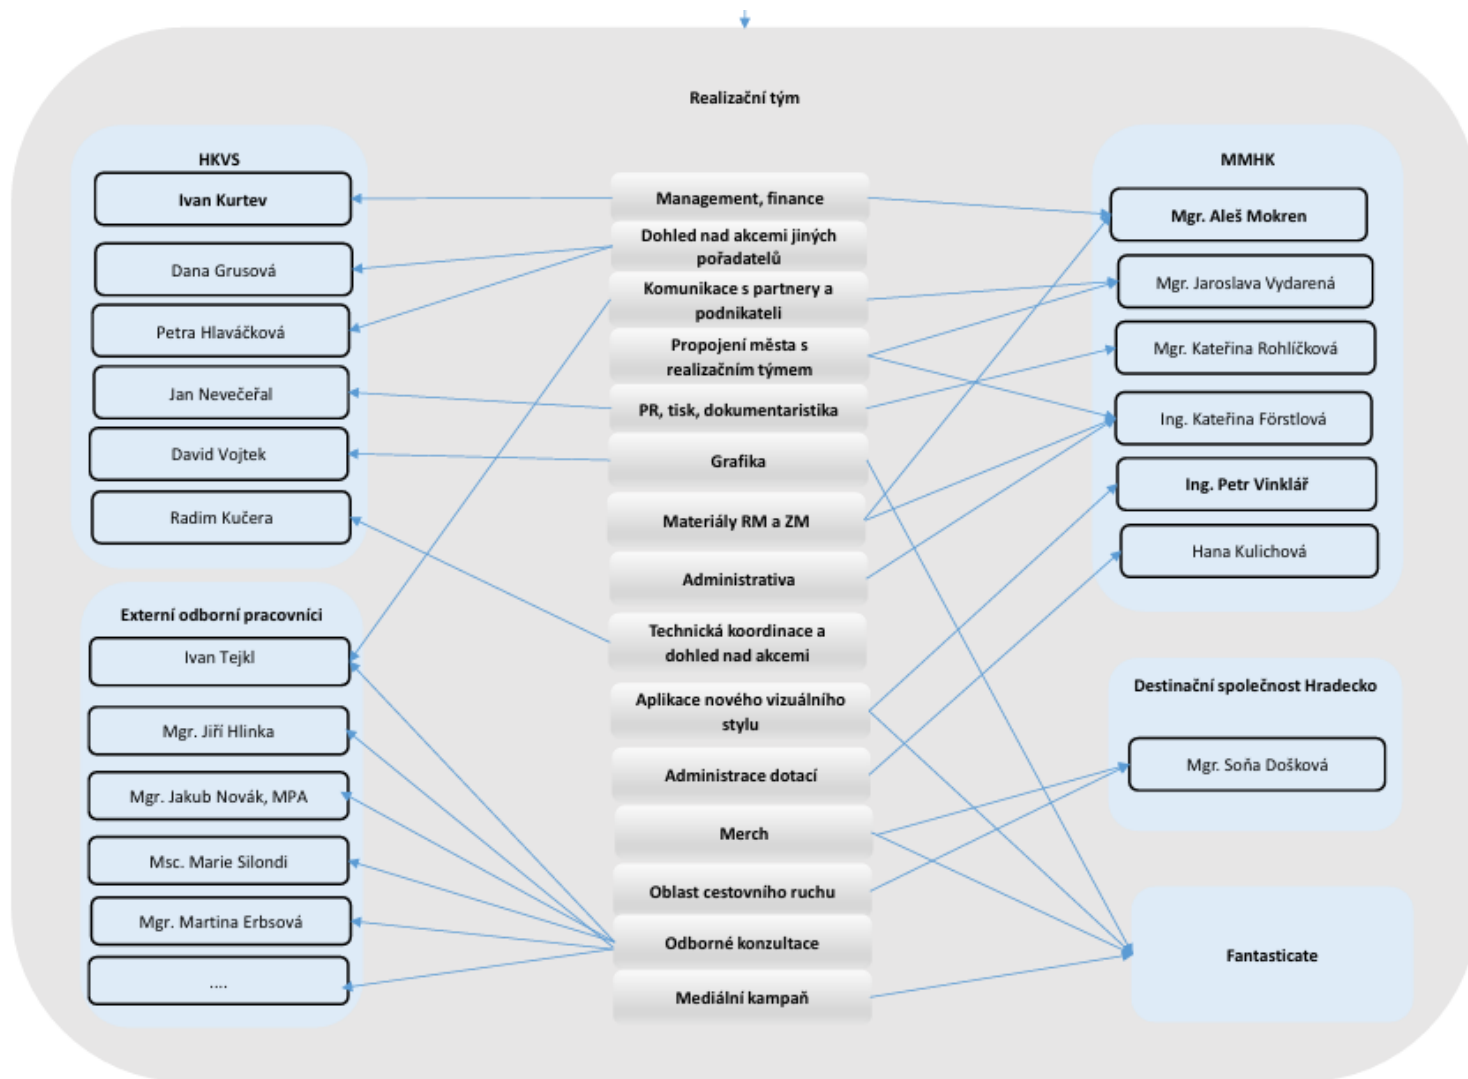 Realizační tým
HKVS
Ivan Kurtev
Dana Grusová
Petra Hlaváčková
Jan Nevečeřal
David Vojtek
Radim Kučera
Externí odborní pracovníci
Ivan Tejkl
Mgr. Jiří Hlinka
Mgr. Jakub Novák, MPA
Msc. Marie Silondi
Mgr. Martina Erbsová
....
Management, finance
Dohled nad akcemi jiných
pořadatelů
Komunikace s partnery a
podnikateli
Propojení města s
realizačním týmem
PR, tisk, dokumentaristika
Grafika
Materiály RM a ZM
Administrativa
Technická koordinace a
dohled nad akcemi
Aplikace nového vizuálního
stylu
Administrace dotací
Merch
Oblast cestovního ruchu
Odborné konzultace
Mediální kampaň
MMHK
Mgr. Aleš Mokren
Mgr. Jaroslava Vydarená
Mgr. Kateřina Rohlíčková
Ing. Kateřina Förstlová
Ing. Petr Vinklář
Hana Kulichová
Destinační společnost Hradecko
Mgr. Soňa Došková
Fantasticate